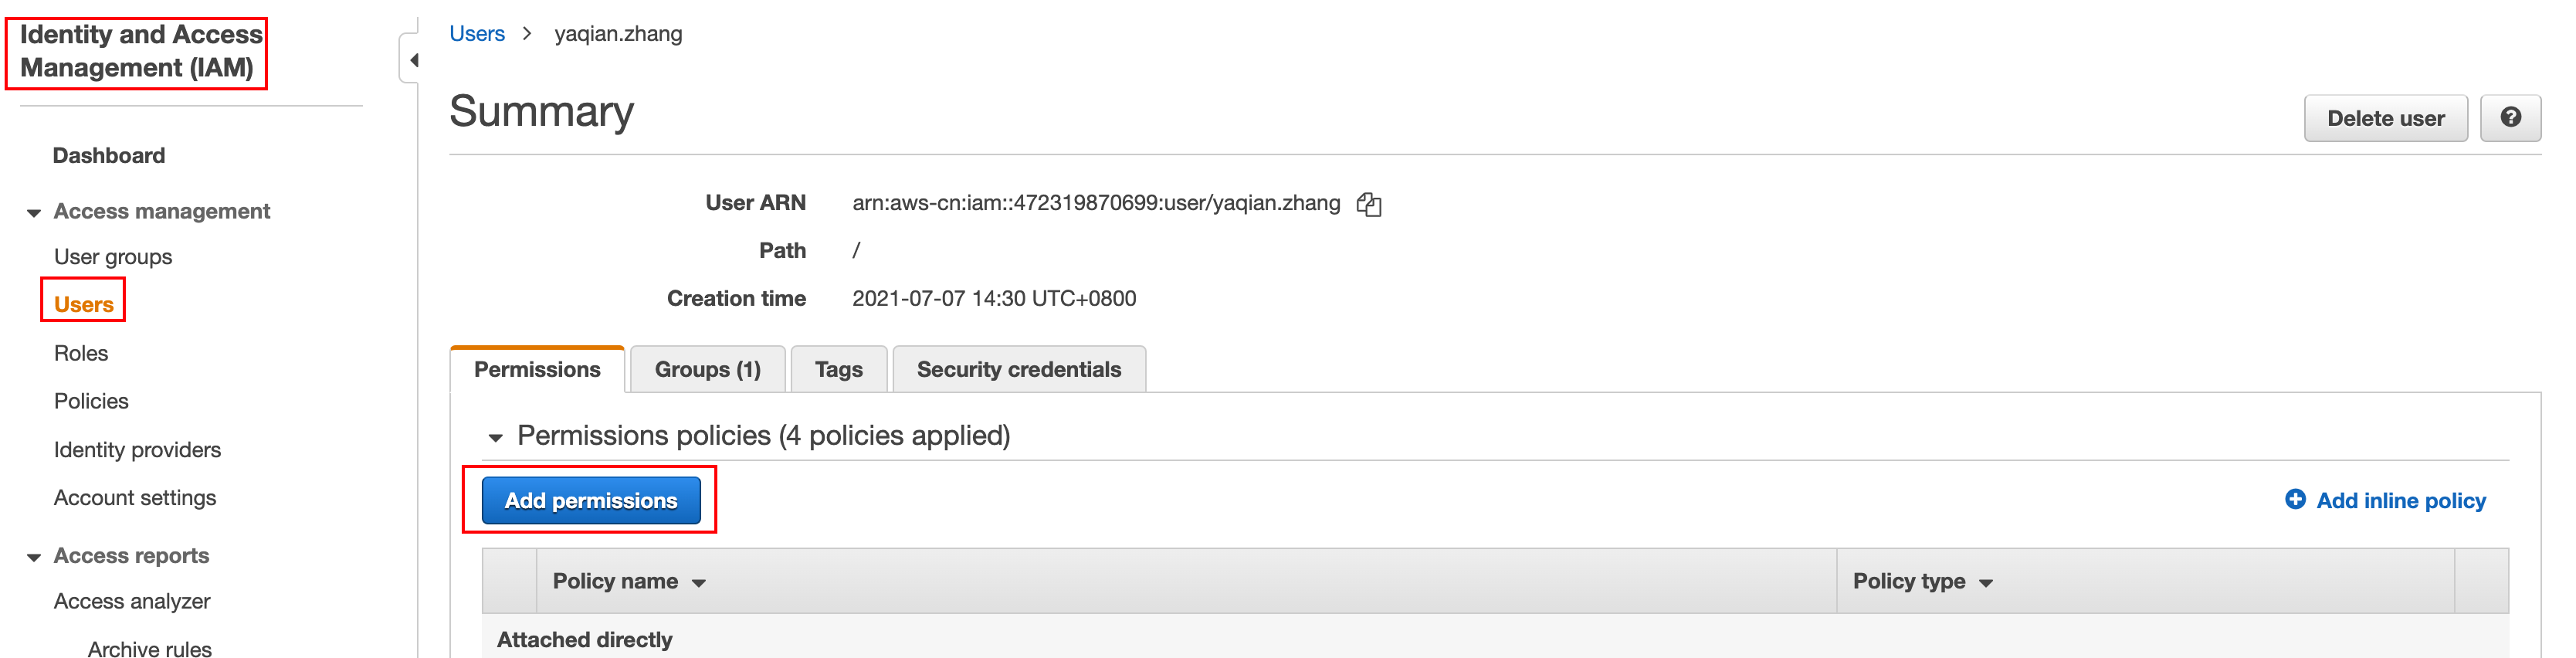 Identity and Access
Management (IAM)
Dashboard
Access management
User groups
Users
Roles
Policies
Identity providers
Account settings
Access reports
Access analyzer
Archive rules
Users > yaqian.zhang
Summary
Delete user
?
User ARN arn:aws-cn:iam::472319870699:user/yaqian.zhang
Path /
Creation time 2021-07-07 14:30 UTC+0800
Permissions Groups (1) Tags Security credentials
Permissions policies (4 policies applied)
Add permissions
Add inline policy
Policy name Policy type
Attached directly